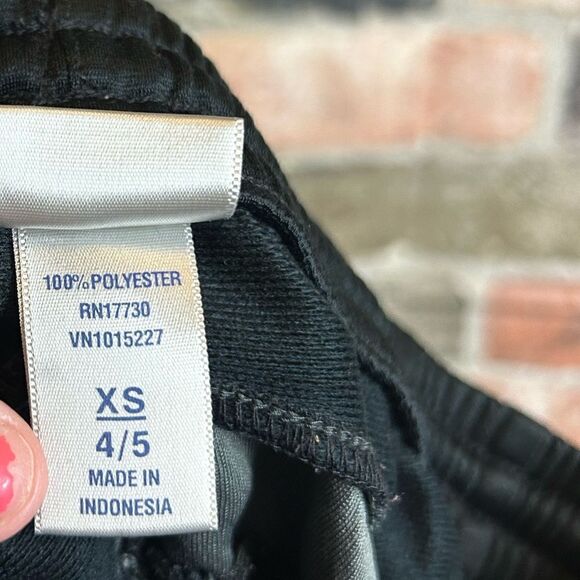 100% POLYESTER
RN17730
VN1015227
XS
4/5
MADE IN
INDONESIA